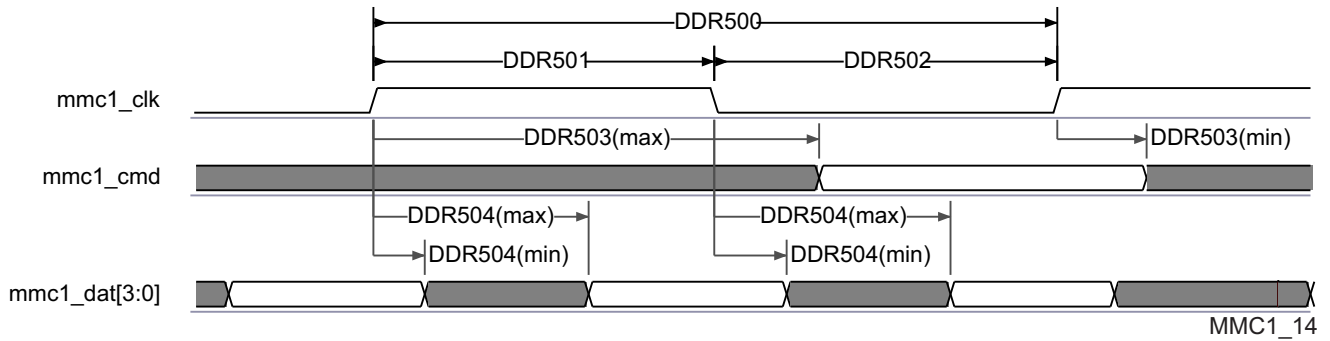 DDR500
DDR501 DDR502
mmc1_clk
DDR503(max) DDR503(min)
mmc1_cmd
DDR504(max) DDR504(max)
DDR504(min) DDR504(min)
mmc1_dat[3:0]
MMC1_14